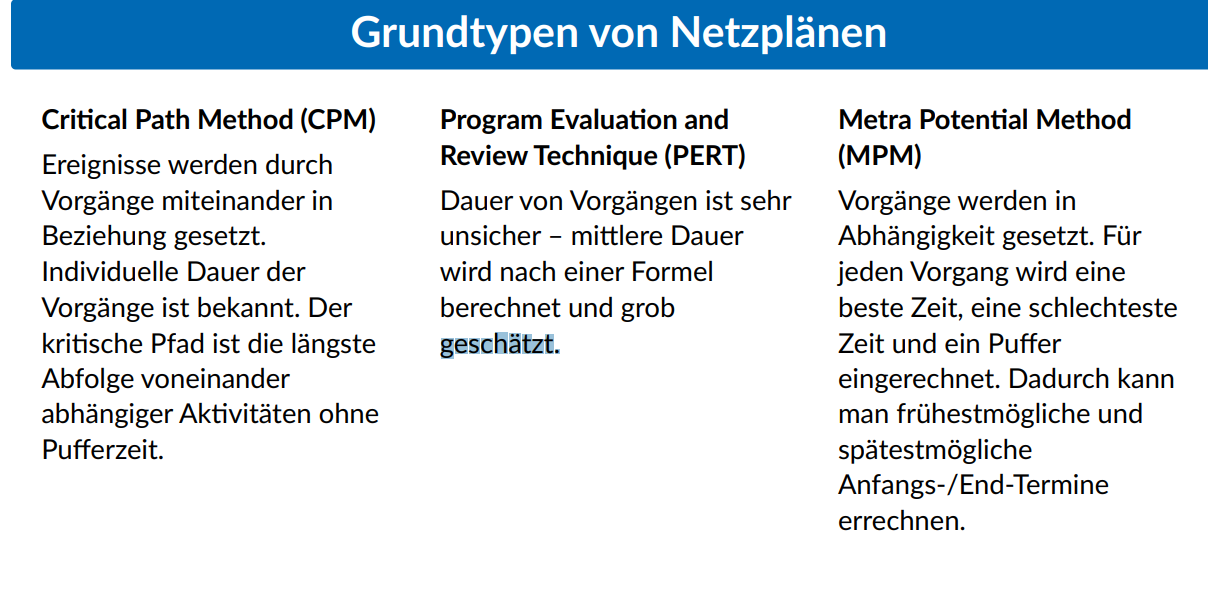 Grundtypen von Netzplänen
Critical Path Method (CPM)
Ereignisse werden durch
Vorgänge miteinander in
Beziehung gesetzt.
Individuelle Dauer der
Vorgänge ist bekannt. Der
kritische Pfad ist die längste
Abfolge voneinander
abhängiger Aktivitäten ohne
Pufferzeit.
Program Evaluation and
Review Technique (PERT)
Dauer von Vorgängen ist sehr
unsicher – mittlere Dauer
wird nach einer Formel
berechnet und grob
geschätzt.
Metra Potential Method
(MPM)
Vorgänge werden in
Abhängigkeit gesetzt. Für
jeden Vorgang wird eine
beste Zeit, eine schlechteste
Zeit und ein Puffer
eingerechnet. Dadurch kann
man frühestmögliche und
spätestmögliche
Anfangs-/End-Termine
errechnen.